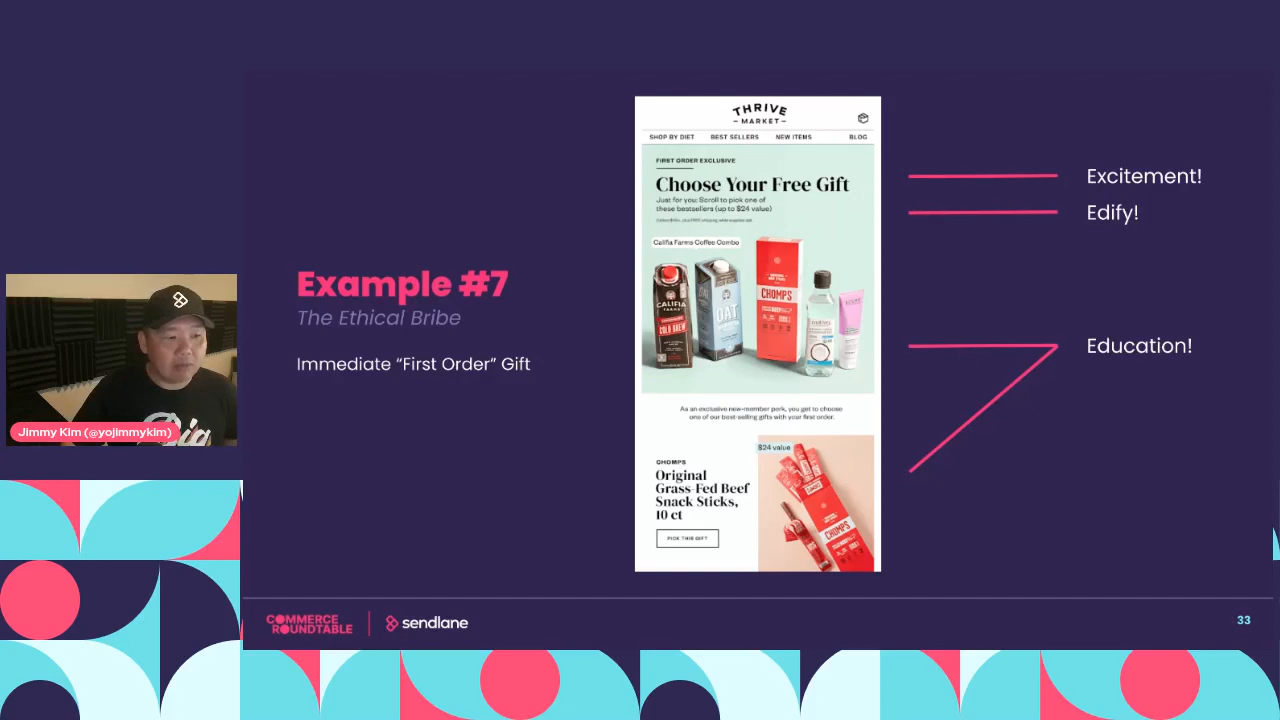 THRIVE
MARKET
SHOP BY DIET BEST SELLERS NEW ITEMS BLOG
FIRST ORDER EXCLUSIVE
Choose Your Free Gift
Just for you: Scroll to pick one of
these bestsellers (up to $24 value)
Califia Farms Coffee Combo
CALIFIA
FARMS
COLD BREW
OAT
CHOMPS
As an exclusive new-member perk, you get to choose
one of our best-selling gifts with your first order.
$24 value
CHOMPS
Original
Grass-Fed Beef
Snack Sticks,
10 ct
PICK THIS GIFT
CHOMPS
Excitement!
Edify!
Education!
Example #7
The Ethical Bribe
Immediate “First Order” Gift
Jimmy Kim (@yojimmykim)
COMMERCE
ROUNDTABLE
sendlane
33